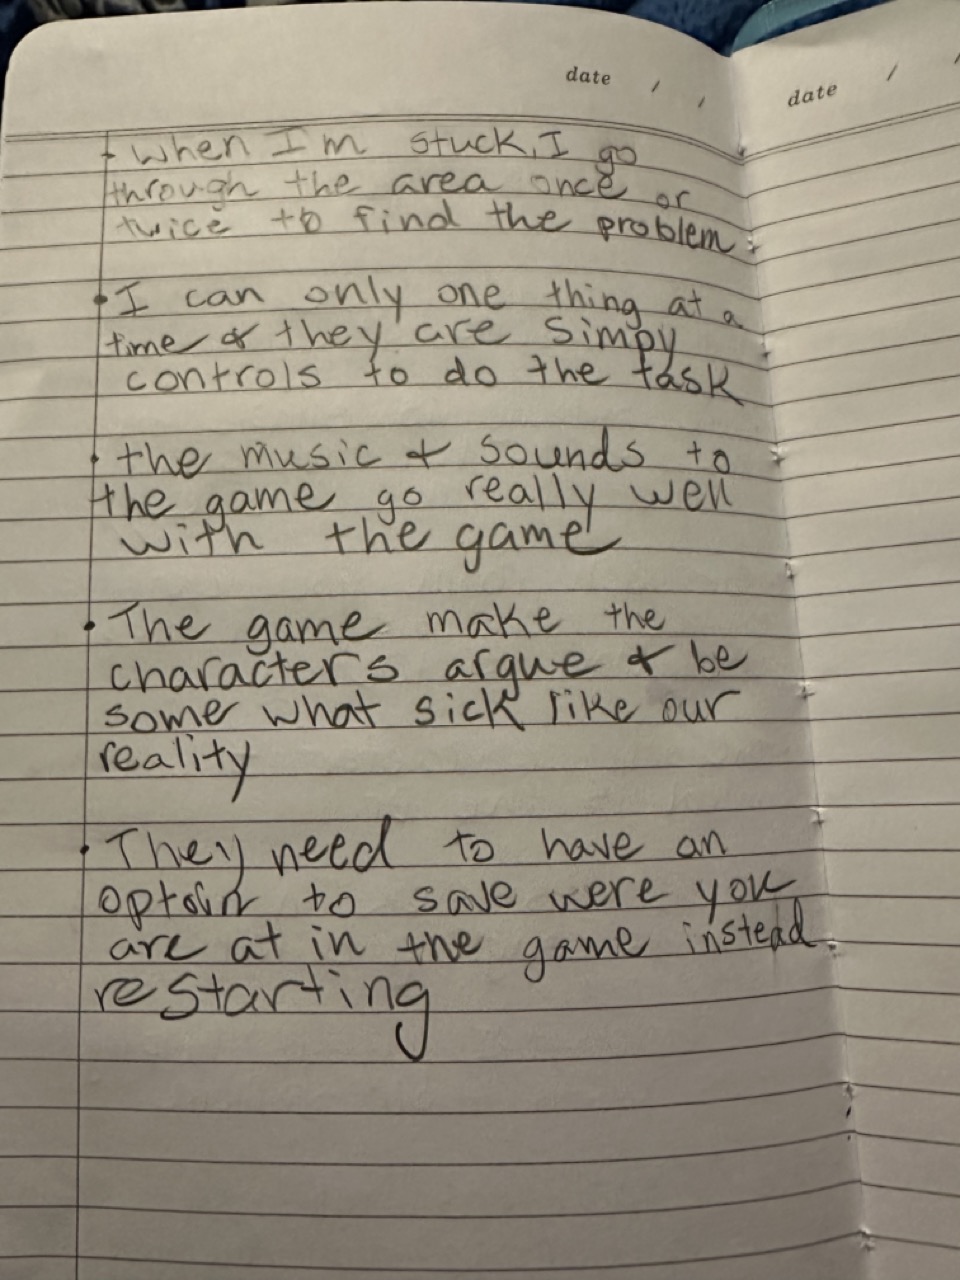 date / /
date / /
- When I'm stuck, I go
through the area once or
twice to find the problem
• I can only one thing at a
time & they are simpy
controls to do the task
• the music & sounds to
the game go really well
with the game
• The game make the
characters argue & be
some what sick like our
reality
• They need to have an
optoin to save were you
are at in the game instead
restarting